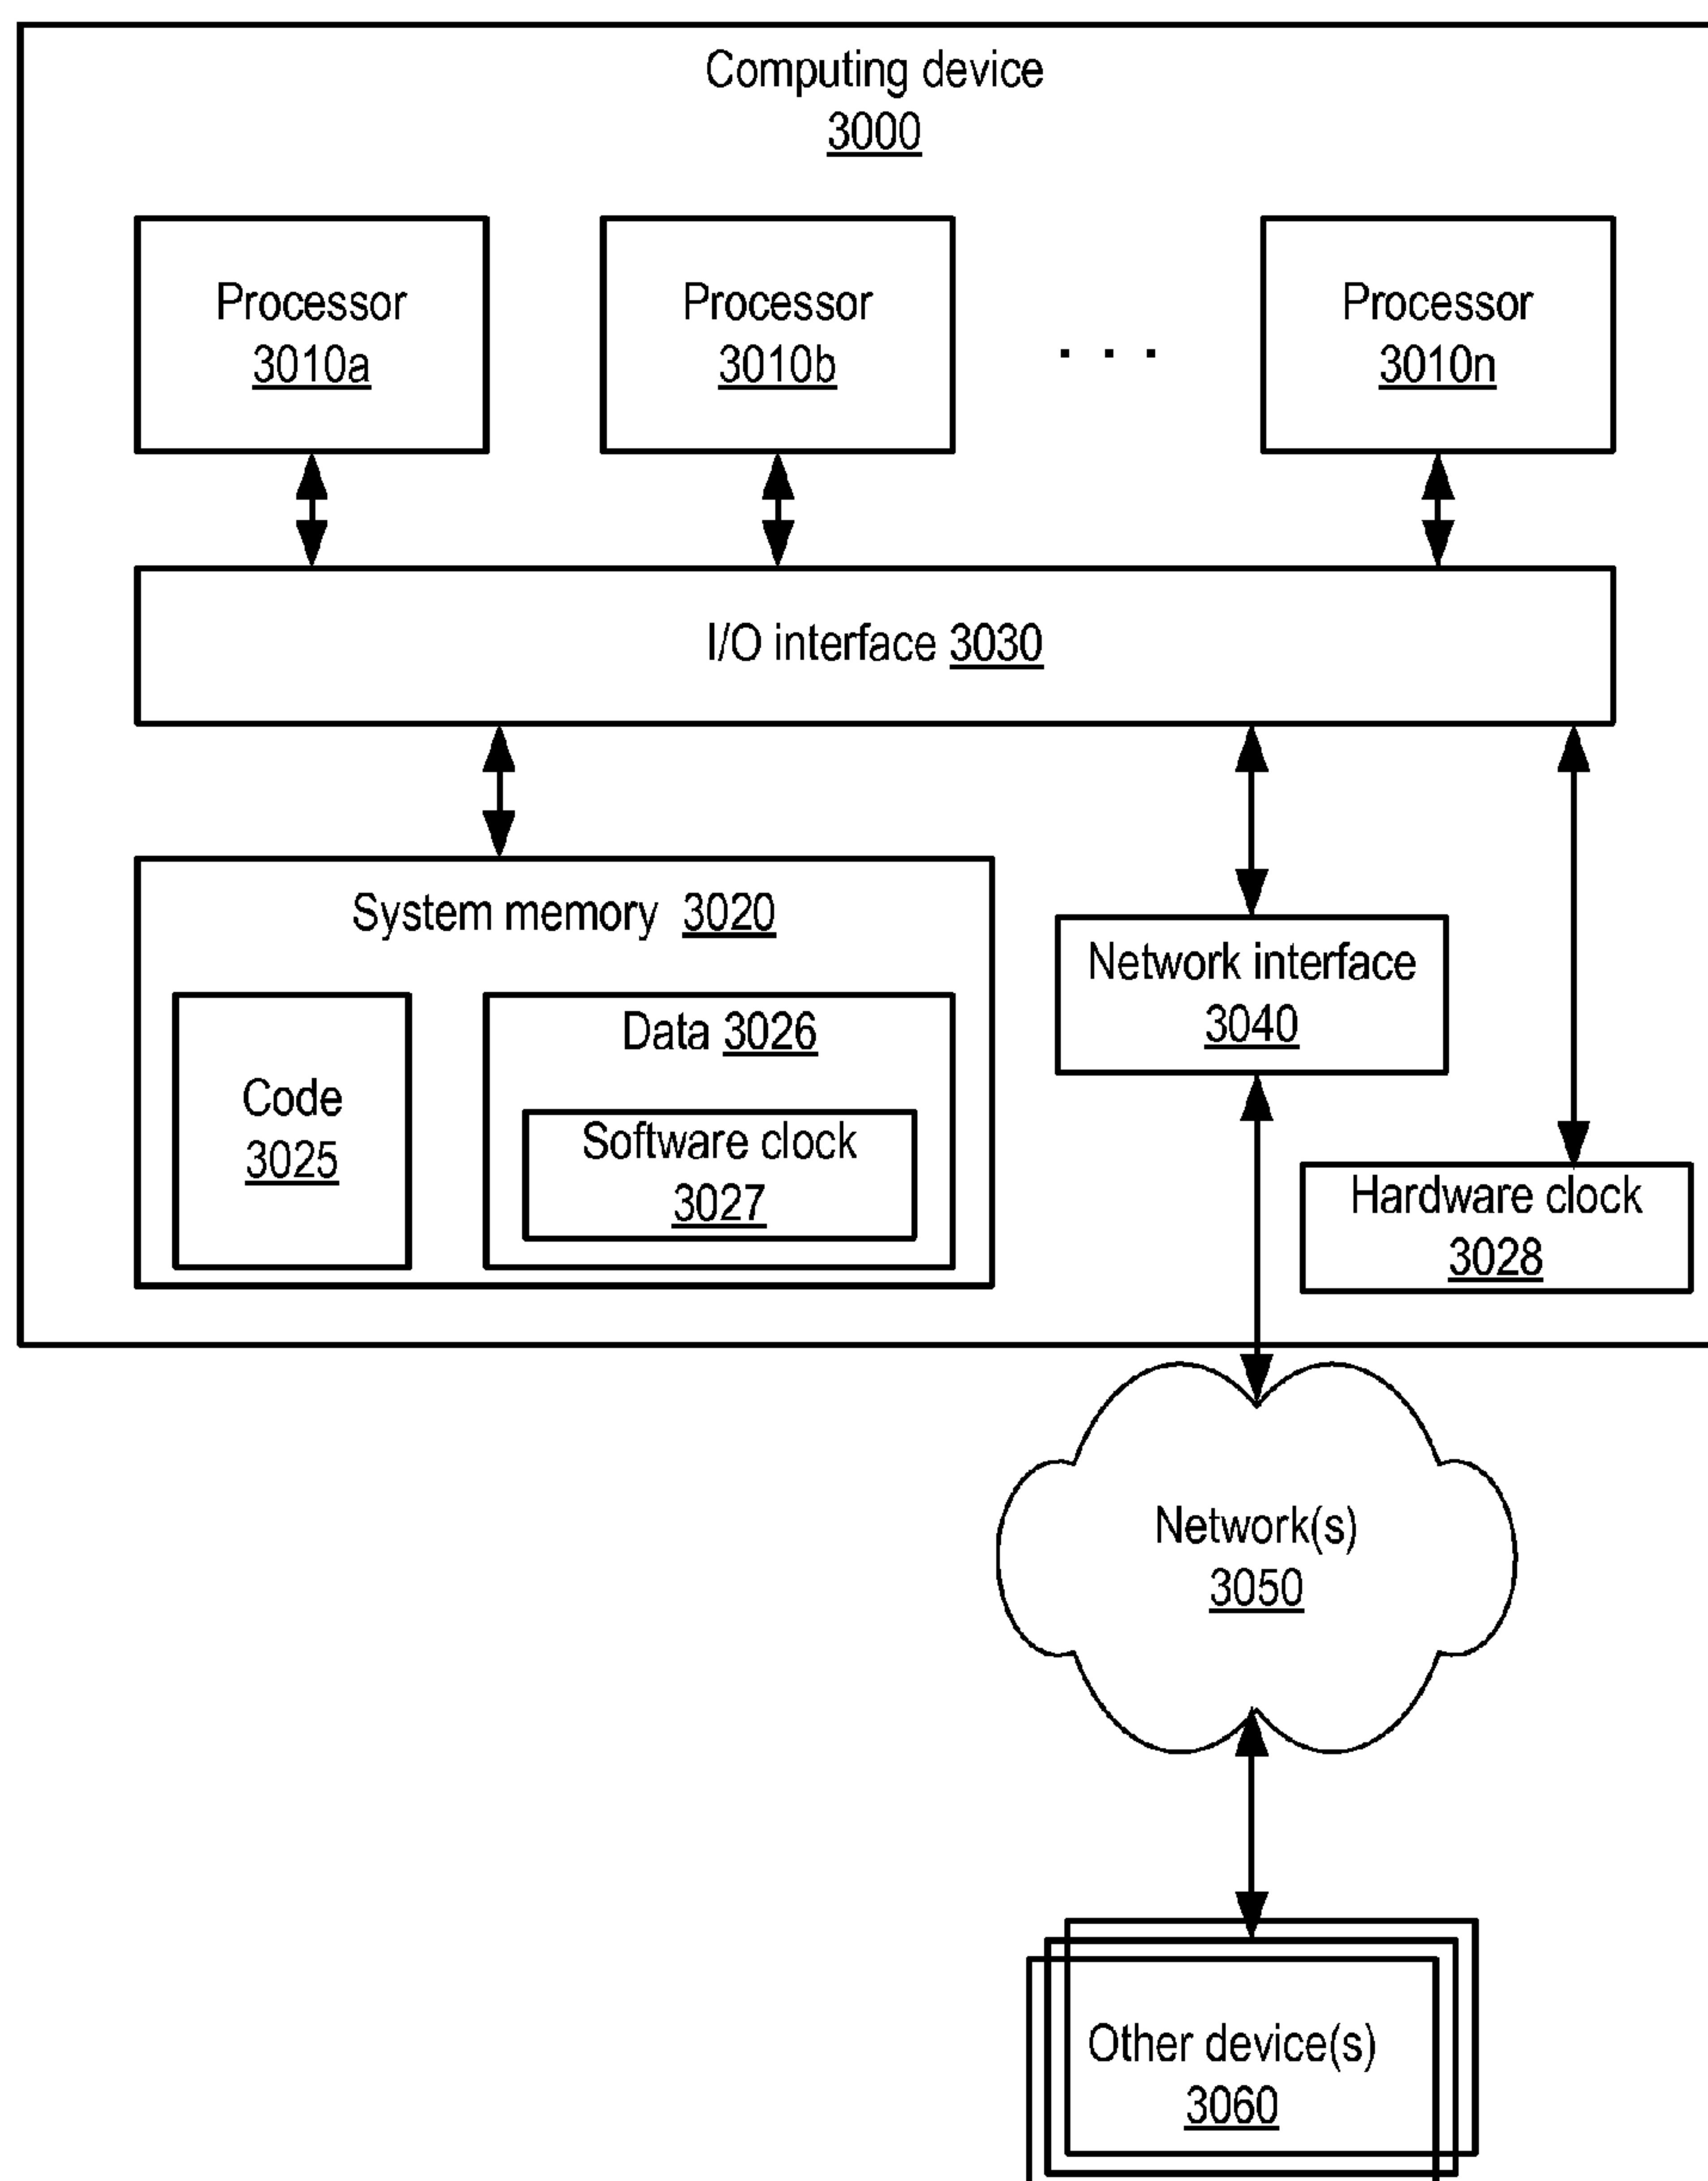 Computing device
3000
Processor
3010a
Processor
3010b
. . .
Processor
3010n
I/O interface 3030
System memory 3020
Code
3025
Data 3026
Software clock
3027
Network interface
3040
Hardware clock
3028
Network(s)
3050
Other device(s)
3060